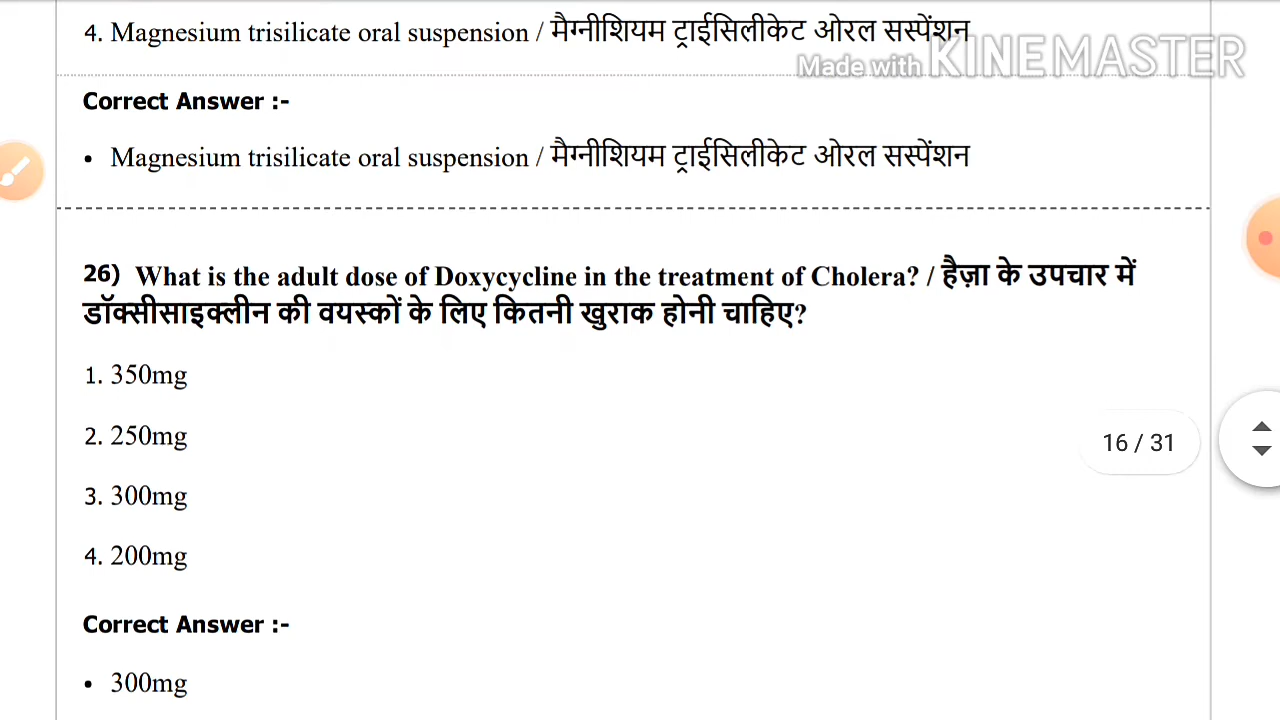 4. Magnesium trisilicate oral suspension / मैग्नीशियम ट्राईसिलीकेट ओरल सस्पेंशन
Made with KINEMASTER
Correct Answer :-
• Magnesium trisilicate oral suspension / मैग्नीशियम ट्राईसिलीकेट ओरल सस्पेंशन
26) What is the adult dose of Doxycycline in the treatment of Cholera? / हैज़ा के उपचार में
डॉक्सीसाइक्लीन की वयस्कों के लिए कितनी खुराक होनी चाहिए?
1. 350mg
2. 250mg
16 / 31
3. 300mg
4. 200mg
Correct Answer :-
• 300mg